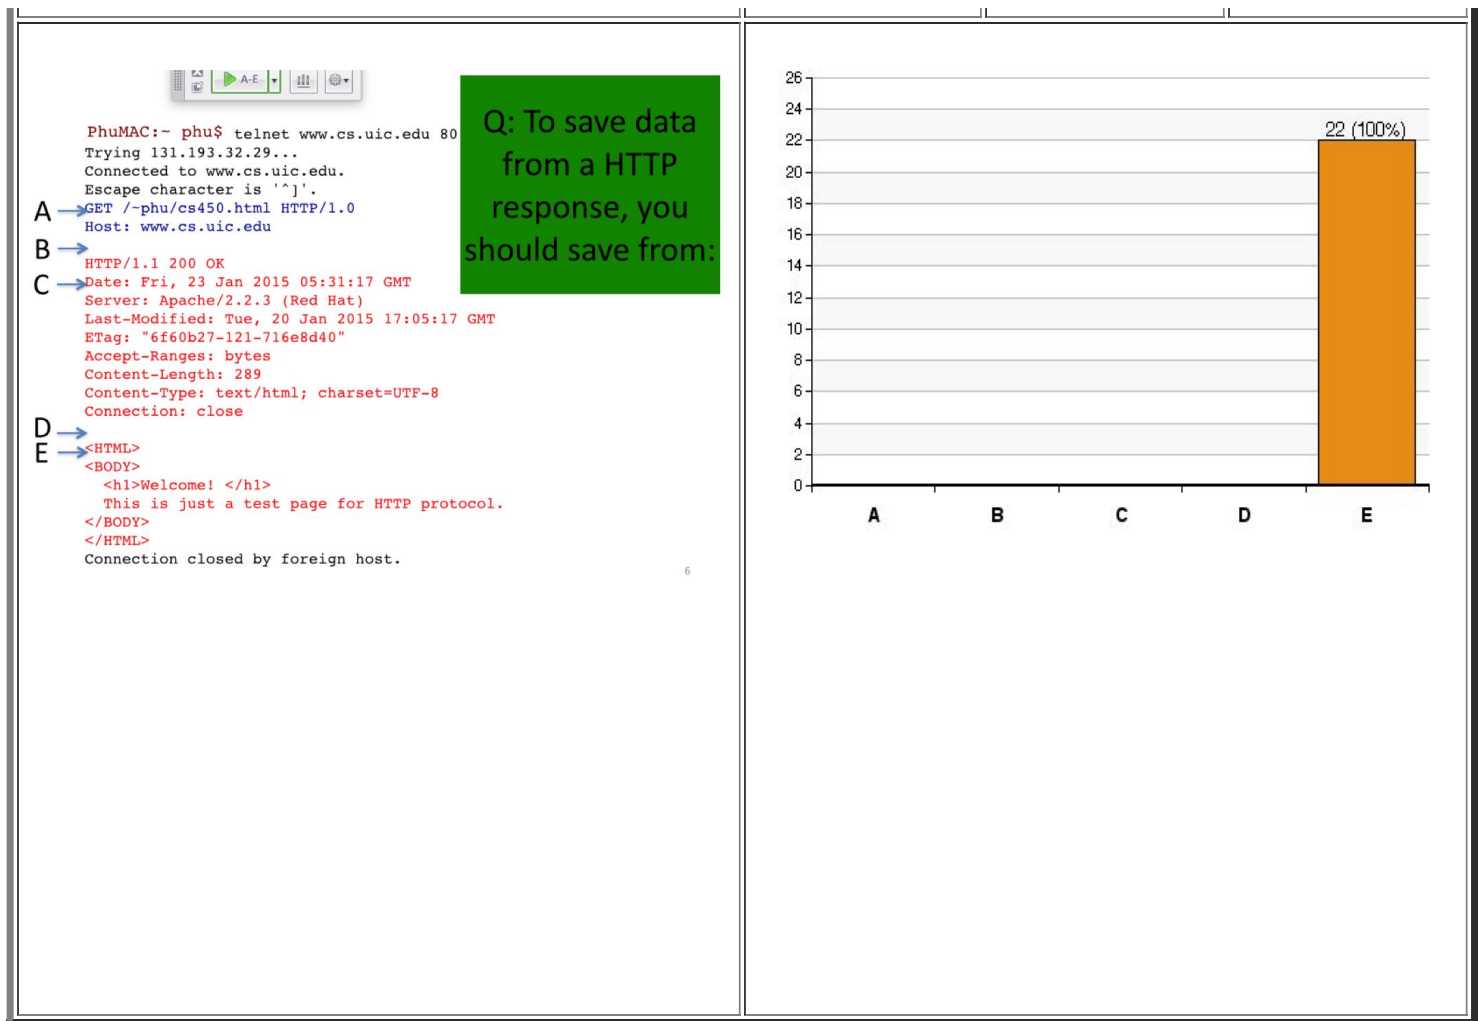 A-E
PhuMAC:~ phu$ telnet www.cs.uic.edu 80
Trying 131.193.32.29...
Connected to www.cs.uic.edu.
Escape character is '^]'.
A GET /~phu/cs450.html HTTP/1.0
Host: www.cs.uic.edu
B
HTTP/1.1 200 OK
C Date: Fri, 23 Jan 2015 05:31:17 GMT
Server: Apache/2.2.3 (Red Hat)
Last-Modified: Tue, 20 Jan 2015 17:05:17 GMT
ETag: "6f60b27-121-716e8d40"
Accept-Ranges: bytes
Content-Length: 289
Content-Type: text/html; charset=UTF-8
Connection: close
D
E <HTML>
<BODY>
<h1>Welcome! </h1>
This is just a test page for HTTP protocol.
</BODY>
</HTML>
Connection closed by foreign host.
Q: To save data
from a HTTP
response, you
should save from:
6
26
24
22
20
18
16
14
12
10
8
6
4
2
0
22 (100%)
A B C D E